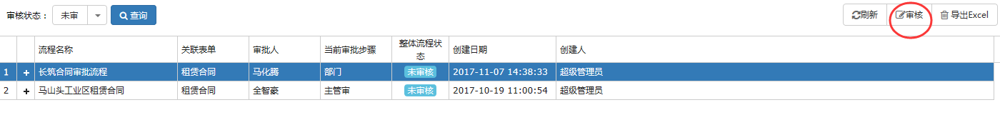 审核状态： 未审 查询 刷新 审核 导出Excel
流程名称 关联表单 审批人 当前审批步骤 整体流程状态 创建日期 创建人
1 + 长筑合同审批流程 租赁合同 马化腾 部门 未审核 2017-11-07 14:38:33 超级管理员
2 + 马山头工业区租赁合同 租赁合同 全智豪 主管审 未审核 2017-10-19 11:00:54 超级管理员